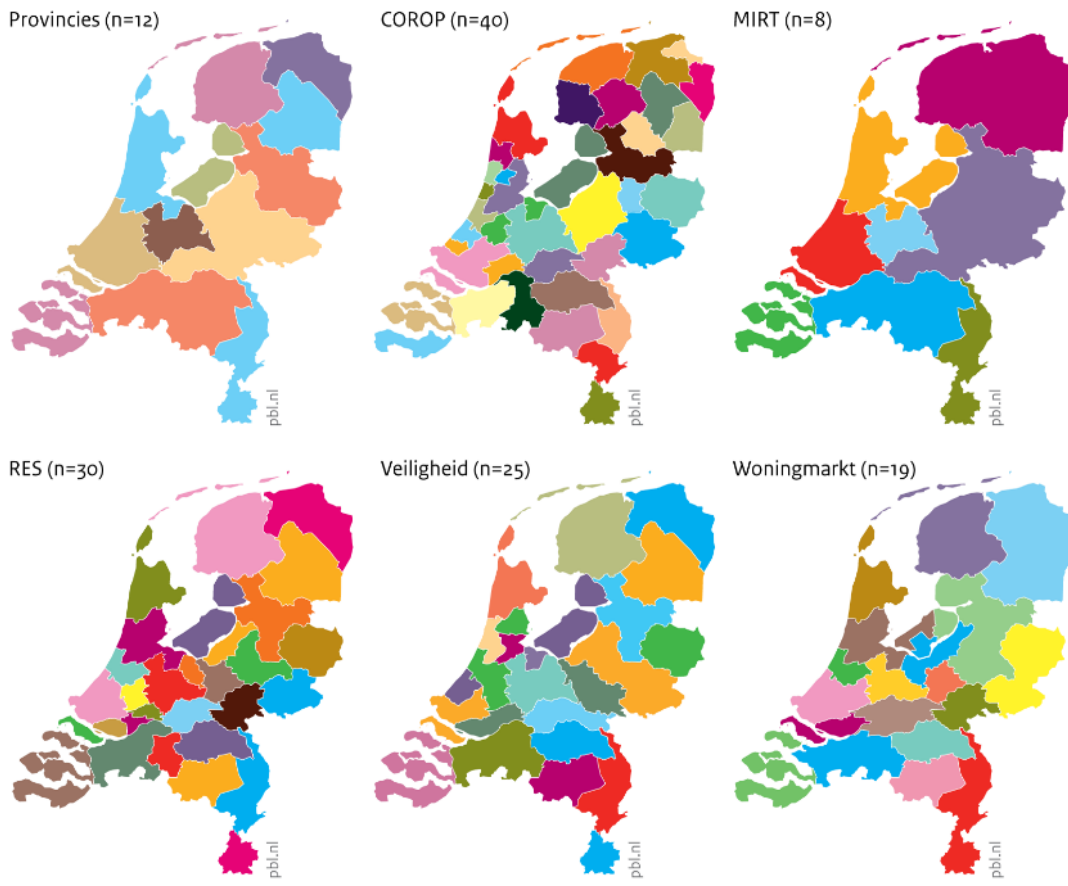 Provincies (n=12)
COROP (n=40)
MIRT (n=8)
pbl.nl
pbl.nl
pbl.nl
RES (n=30)
Veiligheid (n=25)
Woningmarkt (n=19)
pbl.nl
pbl.nl
pbl.nl